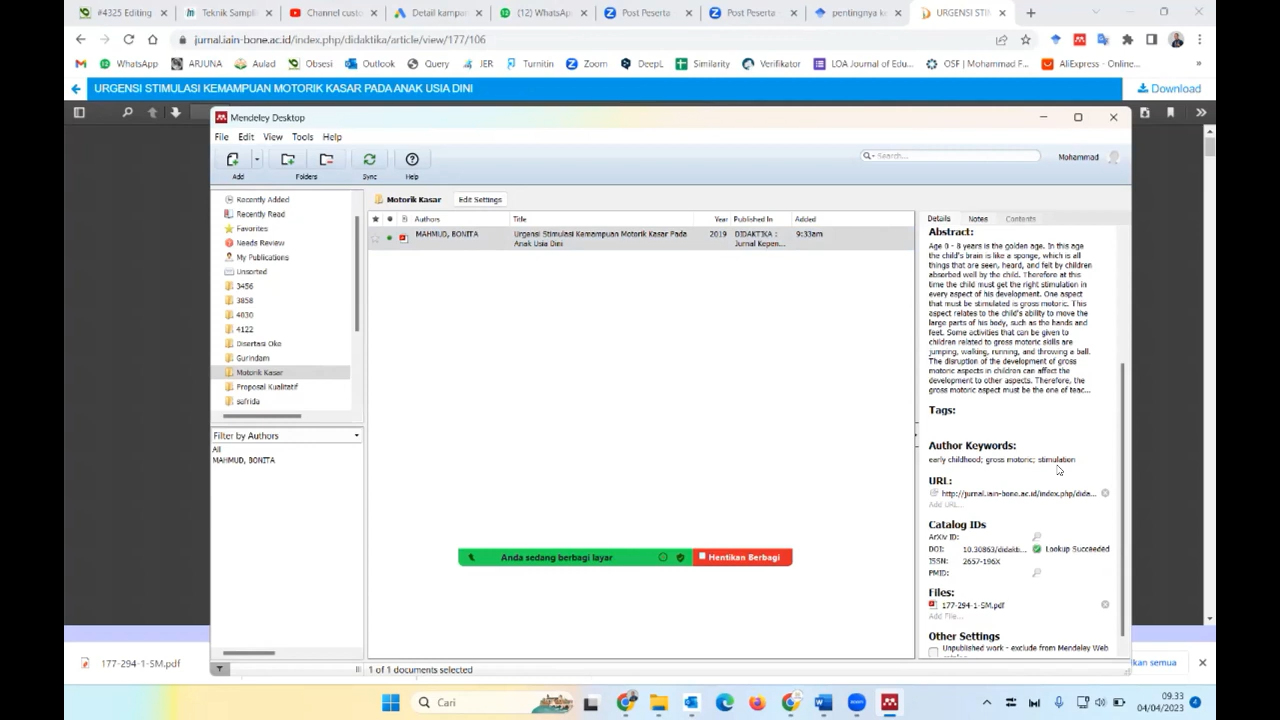 #4325 Editing
Teknik Sampli
Channel custo
Detail kampan
(12) WhatsApp
Post Peserta
Post Peserta
pentingnya ke
URGENSI STIM
jurnal.iain-bone.ac.id/index.php/didaktika/article/view/177/106
WhatsApp
ARJUNA
Aulad
Obsesi
Outlook
Query
JER
Turnitin
Zoom
DeepL
Similarity
Verifikator
LOA Journal of Edu...
OSF | Mohammad F...
AliExpress - Online...
URGENSI STIMULASI KEMAMPUAN MOTORIK KASAR PADA ANAK USIA DINI
Download
Mendeley Desktop
File Edit View Tools Help
Search...
Mohammad
Add
Folders
Sync
Help
Recently Added
Recently Read
Favorites
Needs Review
My Publications
Unsorted
3456
3858
4030
4122
Disertasi Oke
Gurindam
Motorik Kasar
Proposal Kualitatif
safrida
Filter by Authors
All
MAHMUD, BONITA
Motorik Kasar
Edit Settings
Authors Title Year Published In Added
MAHMUD, BONITA Urgensi Stimulasi Kemampuan Motorik Kasar Pada 2019 DIDAKTIKA : 9:33am
Anak Usia Dini Jurnal Kepen...
Details Notes Contents
Abstract:
Age 0 - 8 years is the golden age. In this age
the child's brain is like a sponge, which is all
things that are seen, heard, and felt by children
absorbed well by the child. Therefore at this
time the child must get the right stimulation in
every aspect of his development. One aspect
that must be stimulated is gross motoric. This
aspect relates to the child's ability to move the
large parts of his body, such as the hands and
feet. Some activities that can be given to
children related to gross motoric skills are
jumping, walking, running, and throwing a ball.
The disruption of the development of gross
motoric aspects in children can affect the
development to other aspects. Therefore, the
gross motoric aspect must be the one of teac...
Tags:
Author Keywords:
early childhood; gross motoric; stimulation
URL:
http://jurnal.iain-bone.ac.id/index.php/dida...
Add URL...
Catalog IDs
ArXiv ID:
DOI: 10.30863/didakt... Lookup Succeeded
ISSN: 2657-196X
PMID:
Files:
177-294-1-SM.pdf
Add File...
Other Settings
Unpublished work - exclude from Mendeley Web
Anda sedang berbagi layar
Hentikan Berbagi
1 of 1 documents selected
177-294-1-SM.pdf
kan semua
Cari
09.33
04/04/2023